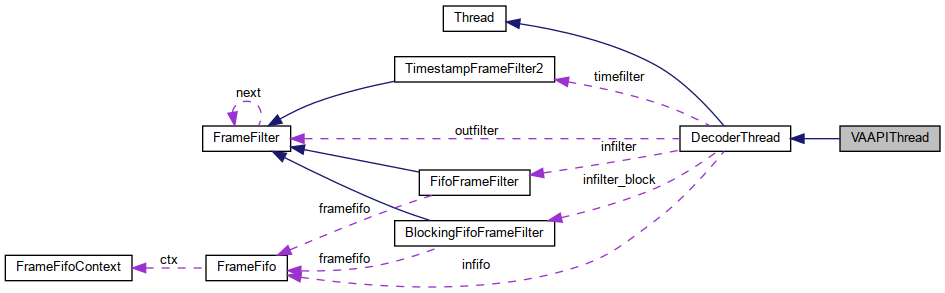 Thread
TimestampFrameFilter2
timefilter
next
FrameFilter
outfilter
DecoderThread
VAAPIThread
infilter
FifoFrameFilter
infilter_block
framefifo
BlockingFifoFrameFilter
framefifo
FrameFifoContext
ctx
FrameFifo
infifo